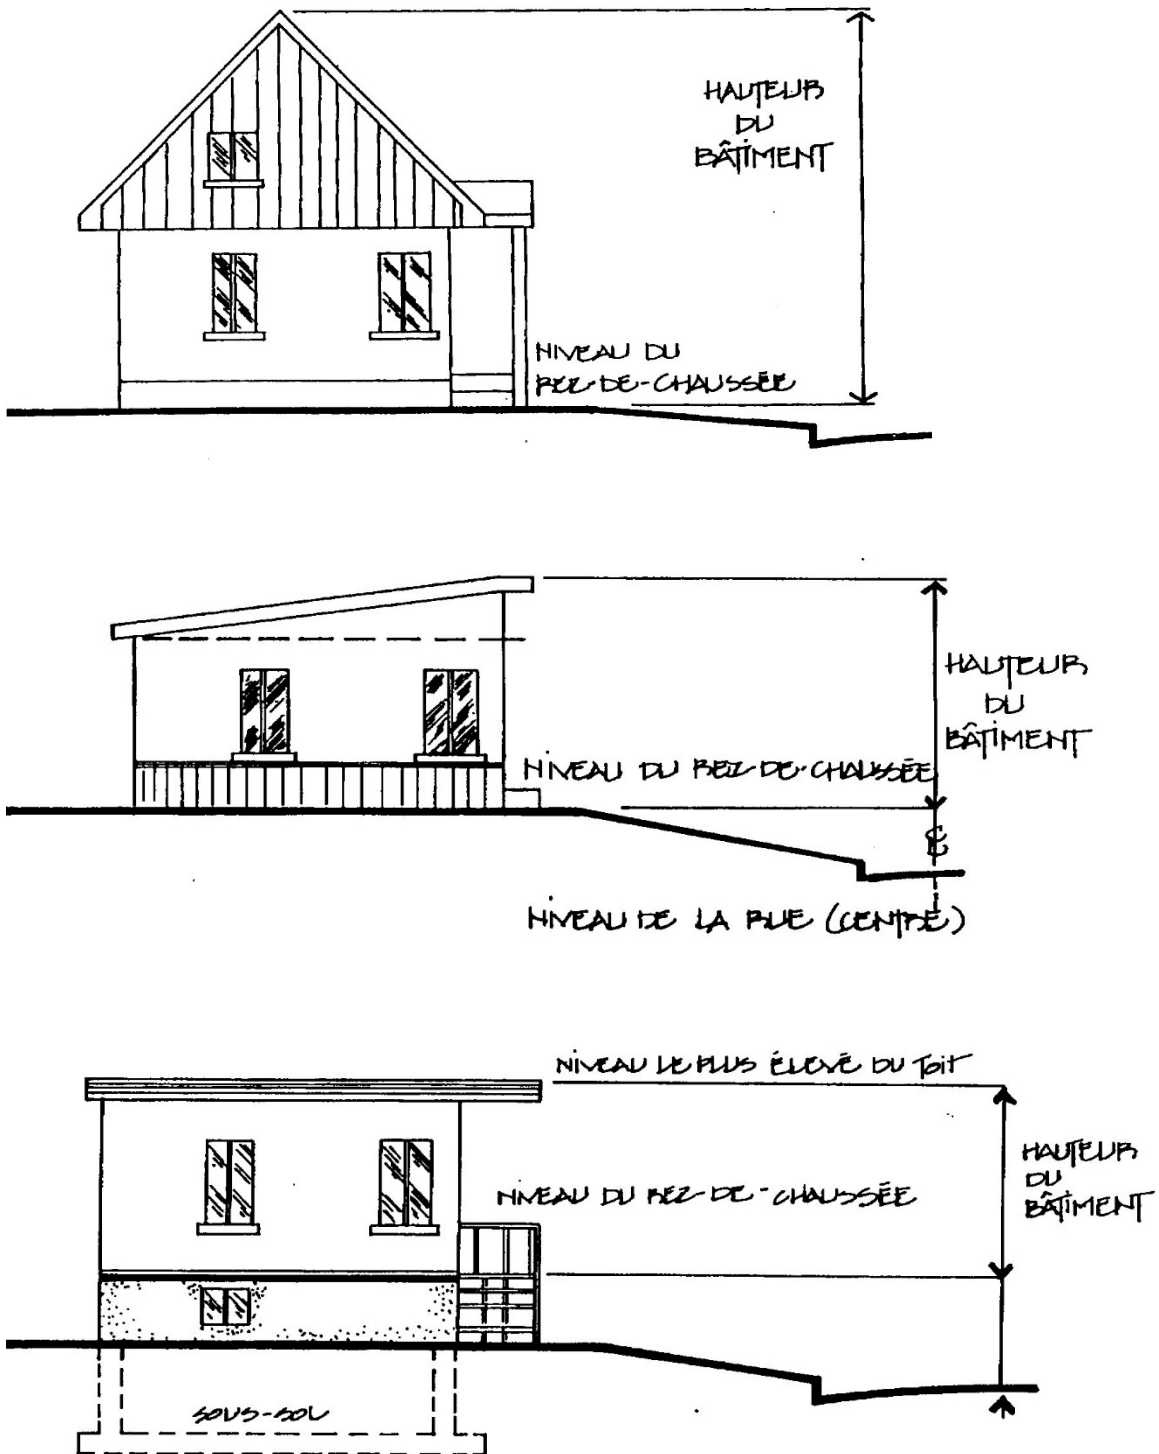 HAUTEUR
DU
BÂTIMENT
NIVEAU DU
REZ-DE-CHAUSSÉE
HAUTEUR
DU
BÂTIMENT
NIVEAU DU REZ-DE-CHAUSSÉE
NIVEAU DE LA RUE (CENTRE)
NIVEAU LE PLUS ÉLEVÉ DU TOIT
HAUTEUR
DU
BÂTIMENT
NIVEAU DU REZ-DE-CHAUSSÉE
SOUS-SOL